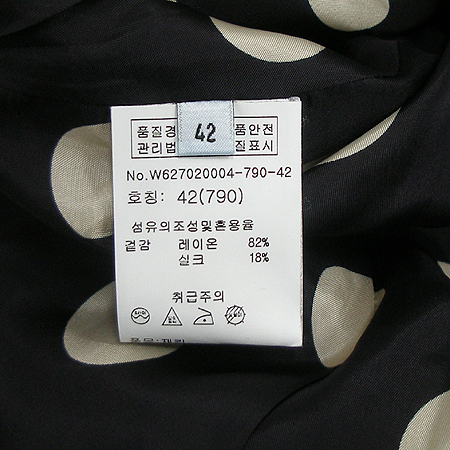 42
품질경 품안전
관리법 질표시
No.W627020004-790-42
호칭: 42(790)
섬유의조성및혼용율
겉감 레이온 82%
실크 18%
취급주의